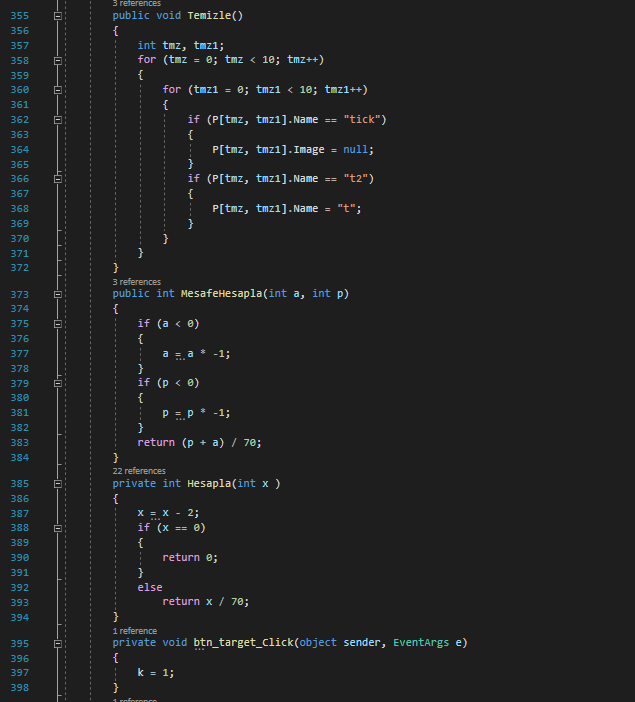 3 references
355 public void Temizle()
356 {
357 int tmz, tmz1;
358 for (tmz = 0; tmz < 10; tmz++)
359 {
360 for (tmz1 = 0; tmz1 < 10; tmz1++)
361 {
362 if (P[tmz, tmz1].Name == "tick")
363 {
364 P[tmz, tmz1].Image = null;
365 }
366 if (P[tmz, tmz1].Name == "t2")
367 {
368 P[tmz, tmz1].Name = "t";
369 }
370 }
371 }
372 }
3 references
373 public int MesafeHesapla(int a, int p)
374 {
375 if (a < 0)
376 {
377 a = a * -1;
378 }
379 if (p < 0)
380 {
381 p = p * -1;
382 }
383 return (p + a) / 70;
384 }
22 references
385 private int Hesapla(int x )
386 {
387 x = x - 2;
388 if (x == 0)
389 {
390 return 0;
391 }
392 else
393 return x / 70;
394 }
1 reference
395 private void btn_target_Click(object sender, EventArgs e)
396 {
397 k = 1;
398 }
1 reference